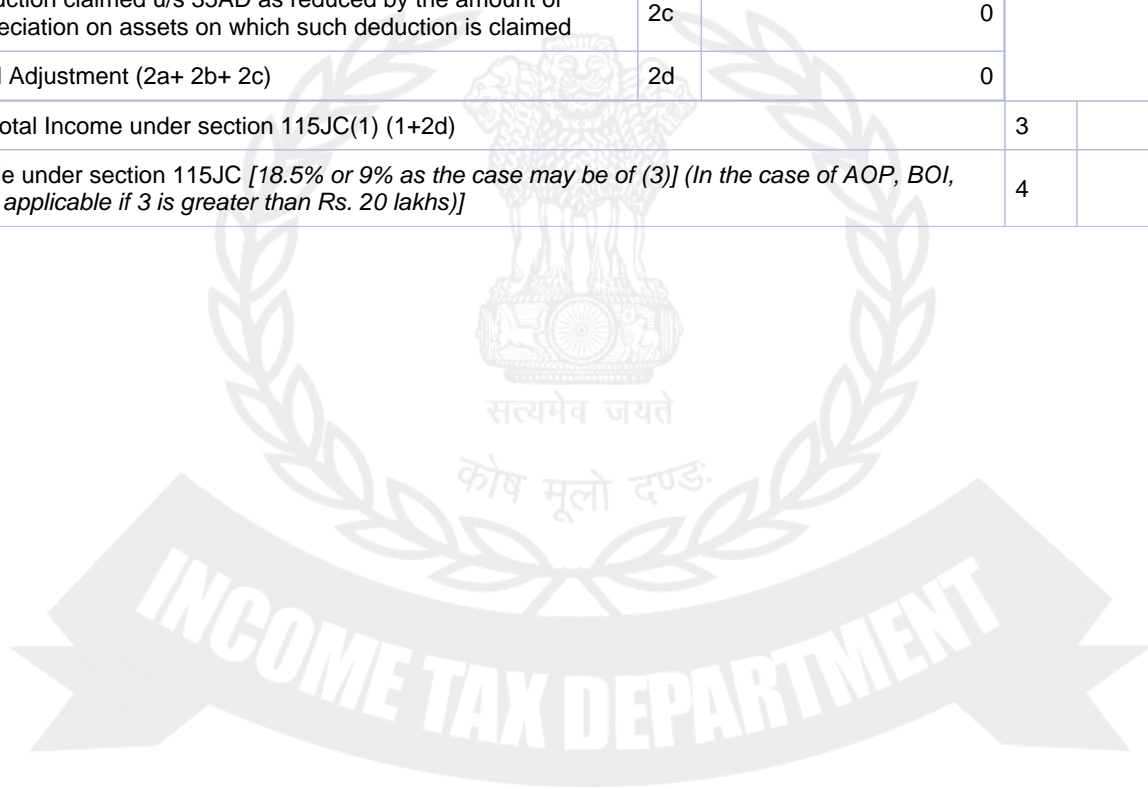 uction claimed u/s 35AD as reduced by the amount of
eciation on assets on which such deduction is claimed 2c 0
Adjustment (2a+ 2b+ 2c) 2d 0
otal Income under section 115JC(1) (1+2d) 3
e under section 115JC [18.5% or 9% as the case may be of (3)] (In the case of AOP, BOI,
applicable if 3 is greater than Rs. 20 lakhs)] 4
सत्यमेव जयते
कोष मूलो दण्डः
INCOME TAX DEPARTMENT